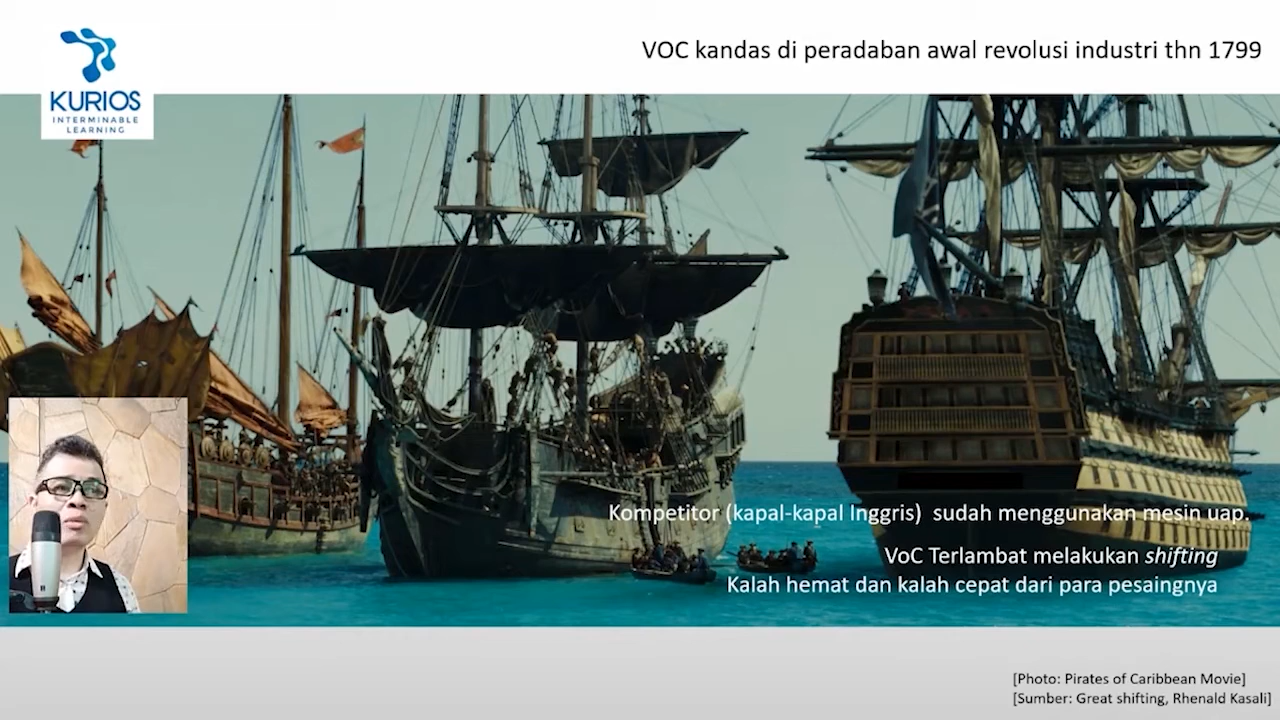 VOC kandas di peradaban awal revolusi industri thn 1799
KURIOS
INTERMINABLE
LEARNING
Kompetitor (kapal-kapal Inggris) sudah menggunakan mesin uap.
VoC Terlambat melakukan shifting
Kalah hemat dan kalah cepat dari para pesaingnya
[Photo: Pirates of Caribbean Movie]
[Sumber: Great shifting, Rhenald Kasali]